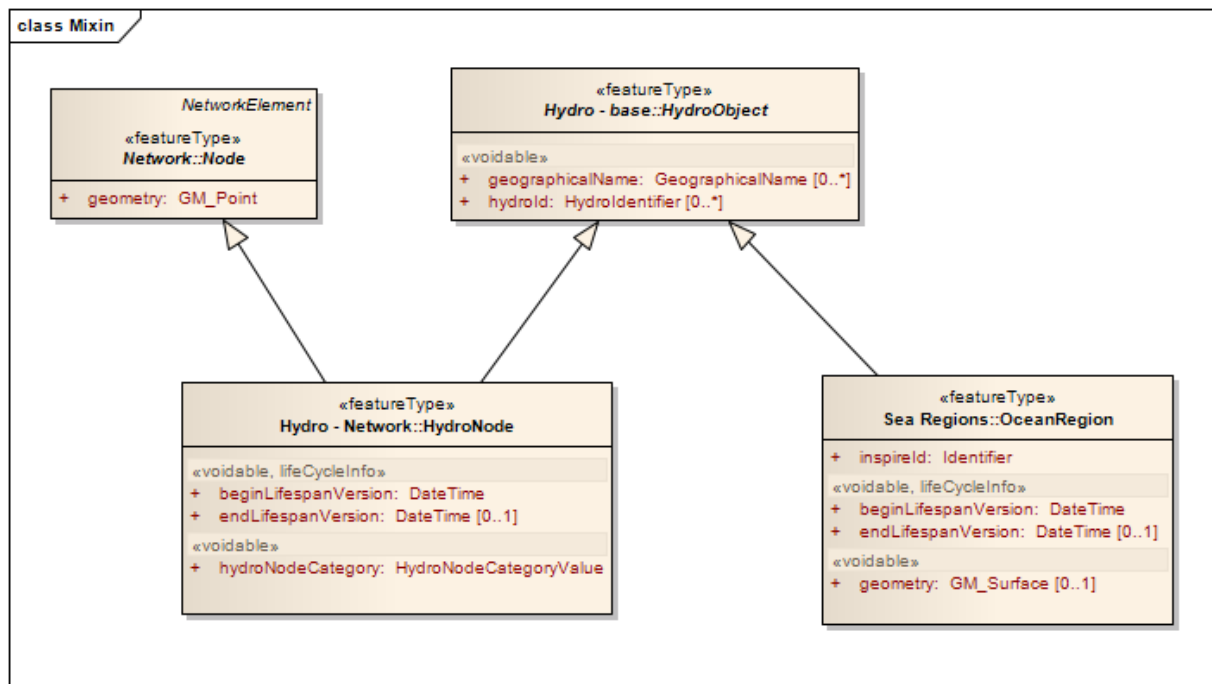 class Mixin
NetworkElement
«featureType»
Network::Node
+ geometry: GM_Point
«featureType»
Hydro - base::HydroObject
«voidable»
+ geographicalName: GeographicalName [0..*]
+ hydroId: HydroIdentifier [0..*]
«featureType»
Hydro - Network::HydroNode
«voidable, lifeCycleInfo»
+ beginLifespanVersion: DateTime
+ endLifespanVersion: DateTime [0..1]
«voidable»
+ hydroNodeCategory: HydroNodeCategoryValue
«featureType»
Sea Regions::OceanRegion
+ inspireId: Identifier
«voidable, lifeCycleInfo»
+ beginLifespanVersion: DateTime
+ endLifespanVersion: DateTime [0..1]
«voidable»
+ geometry: GM_Surface [0..1]